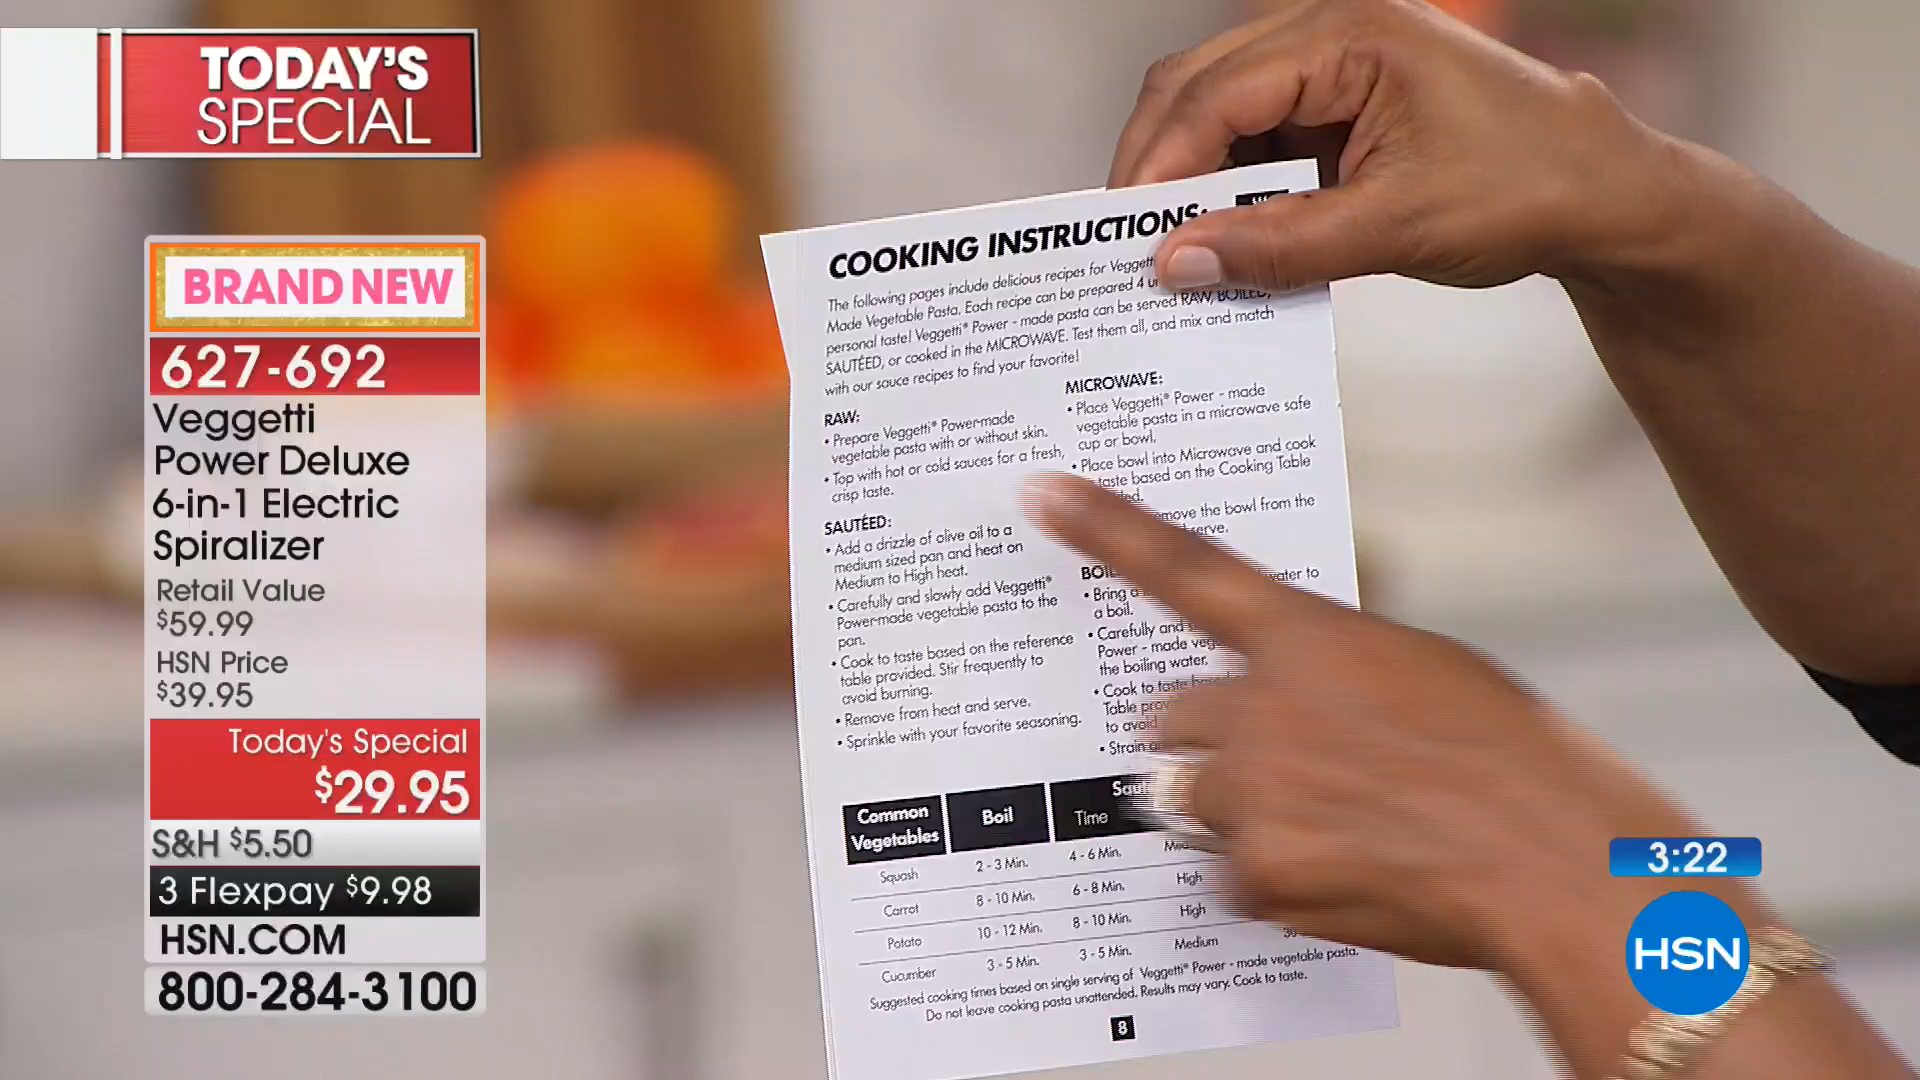 TODAY'S
SPECIAL
BRAND NEW
627-692
Veggetti
Power Deluxe
6-in-1 Electric
Spiralizer
Retail Value
$59.99
HSN Price
$39.95
Today's Special
$29.95
S&H $5.50
3 Flexpay $9.98
HSN.COM
800-284-3100
COOKING INSTRUCTIONS:
The following pages include delicious recipes for Veggetti
Made Vegetable Pasta. Each recipe can be prepared 4
personal taste! Veggetti® Power - made pasta can be served RAW, BOILED,
SAUTÉED, or cooked in the MICROWAVE. Test them all, and mix and match
with our sauce recipes to find your favorite!
RAW:
• Prepare Veggetti® Power-made
vegetable pasta with or without skin.
• Top with hot or cold sauces for a fresh,
crisp taste.
SAUTÉED:
• Add a drizzle of olive oil to a
medium sized pan and heat on
Medium to High heat.
• Carefully and slowly add Veggetti®
Power-made vegetable pasta to the
pan.
• Cook to taste based on the reference
table provided. Stir frequently to
avoid burning.
• Remove from heat and serve.
• Sprinkle with your favorite seasoning.
MICROWAVE:
• Place Veggetti® Power - made
vegetable pasta in a microwave safe
cup or bowl.
• Place bowl into Microwave and cook
taste based on the Cooking Table
the bowl from the
serve.
• Bring a water to
a boil.
• Carefully and
Power - made
the boiling water.
• Cook to taste
Table
to avoid
• Strain
Common Vegetables Boil Time
Squash 2 - 3 Min. 4 - 6 Min.
Carrot 8 - 10 Min. 6 - 8 Min. High
Potato 10 - 12 Min. 8 - 10 Min. High
Cucumber 3 - 5 Min. 3 - 5 Min. Medium
Suggested cooking times based on single serving of Veggetti® Power - made vegetable pasta.
Do not leave cooking pasta unattended. Results may vary. Cook to taste.
8
3:22
HSN